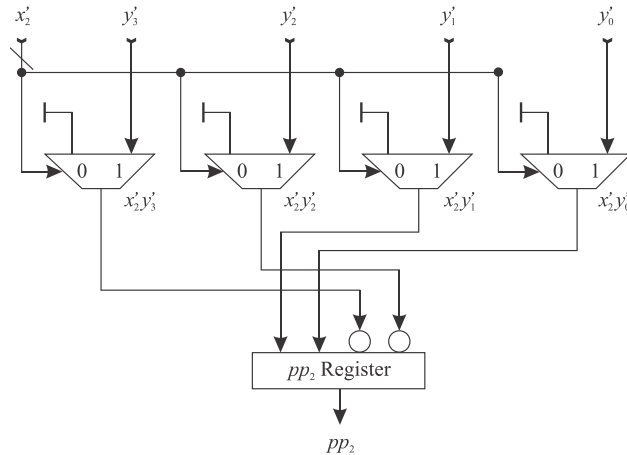 x'₂ y'₃ y'₂ y'₁ y'₀
0 1 0 1 0 1 0 1
x'₂y'₃ x'₂y'₂ x'₂y'₁ x'₂y'₀
pp₂ Register
pp₂